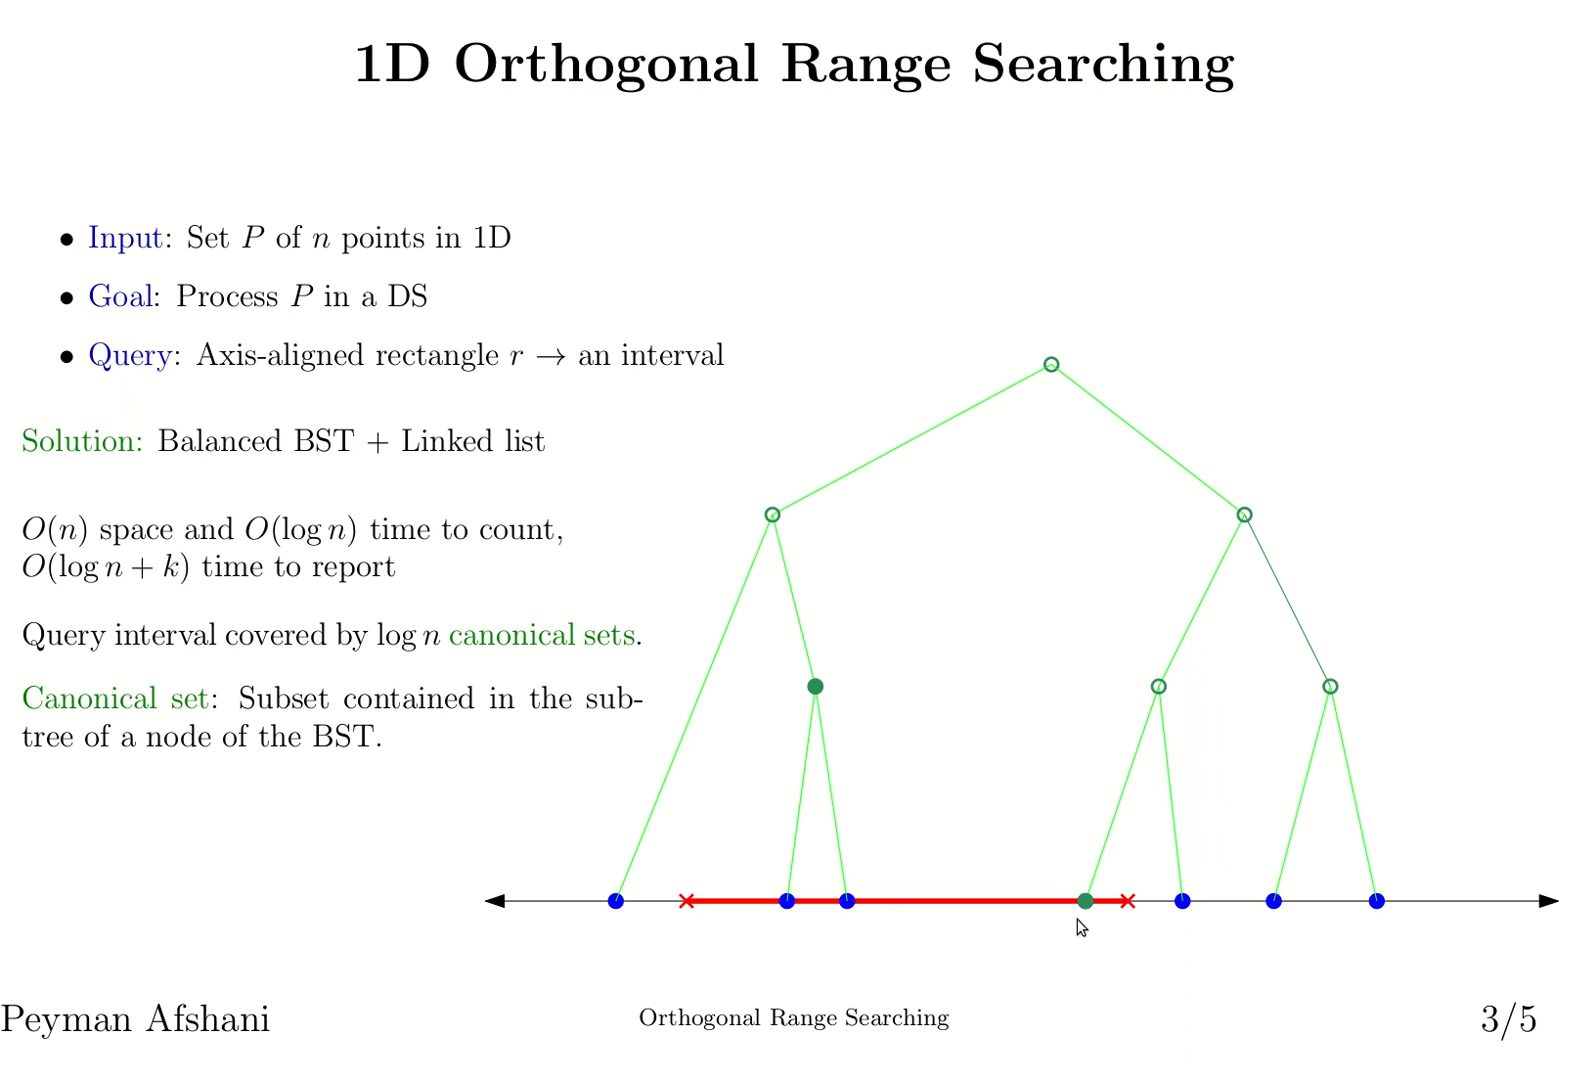 1D Orthogonal Range Searching
• Input: Set P of n points in 1D
• Goal: Process P in a DS
• Query: Axis-aligned rectangle r → an interval
Solution: Balanced BST + Linked list
O(n) space and O(log n) time to count,
O(log n + k) time to report
Query interval covered by log n canonical sets.
Canonical set: Subset contained in the sub-
tree of a node of the BST.
Peyman Afshani
Orthogonal Range Searching
3/5